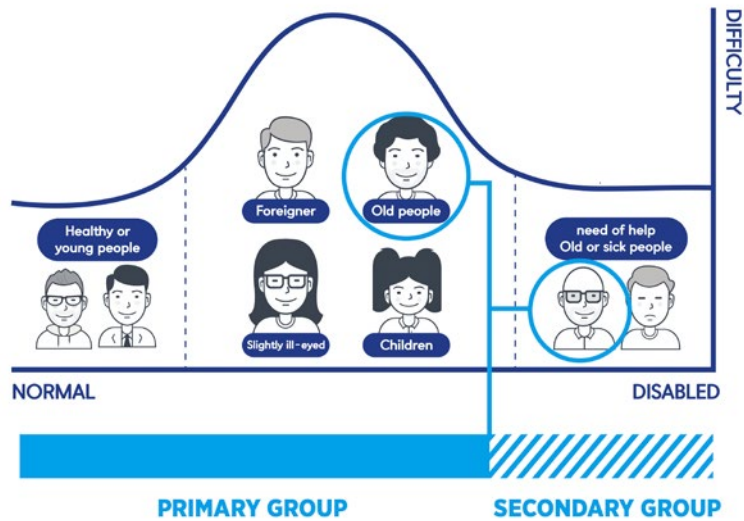 DIFFICULTY
Foreigner
Old people
Healthy or
young people
need of help
Old or sick people
Slightly ill-eyed
Children
NORMAL
DISABLED
PRIMARY GROUP
SECONDARY GROUP